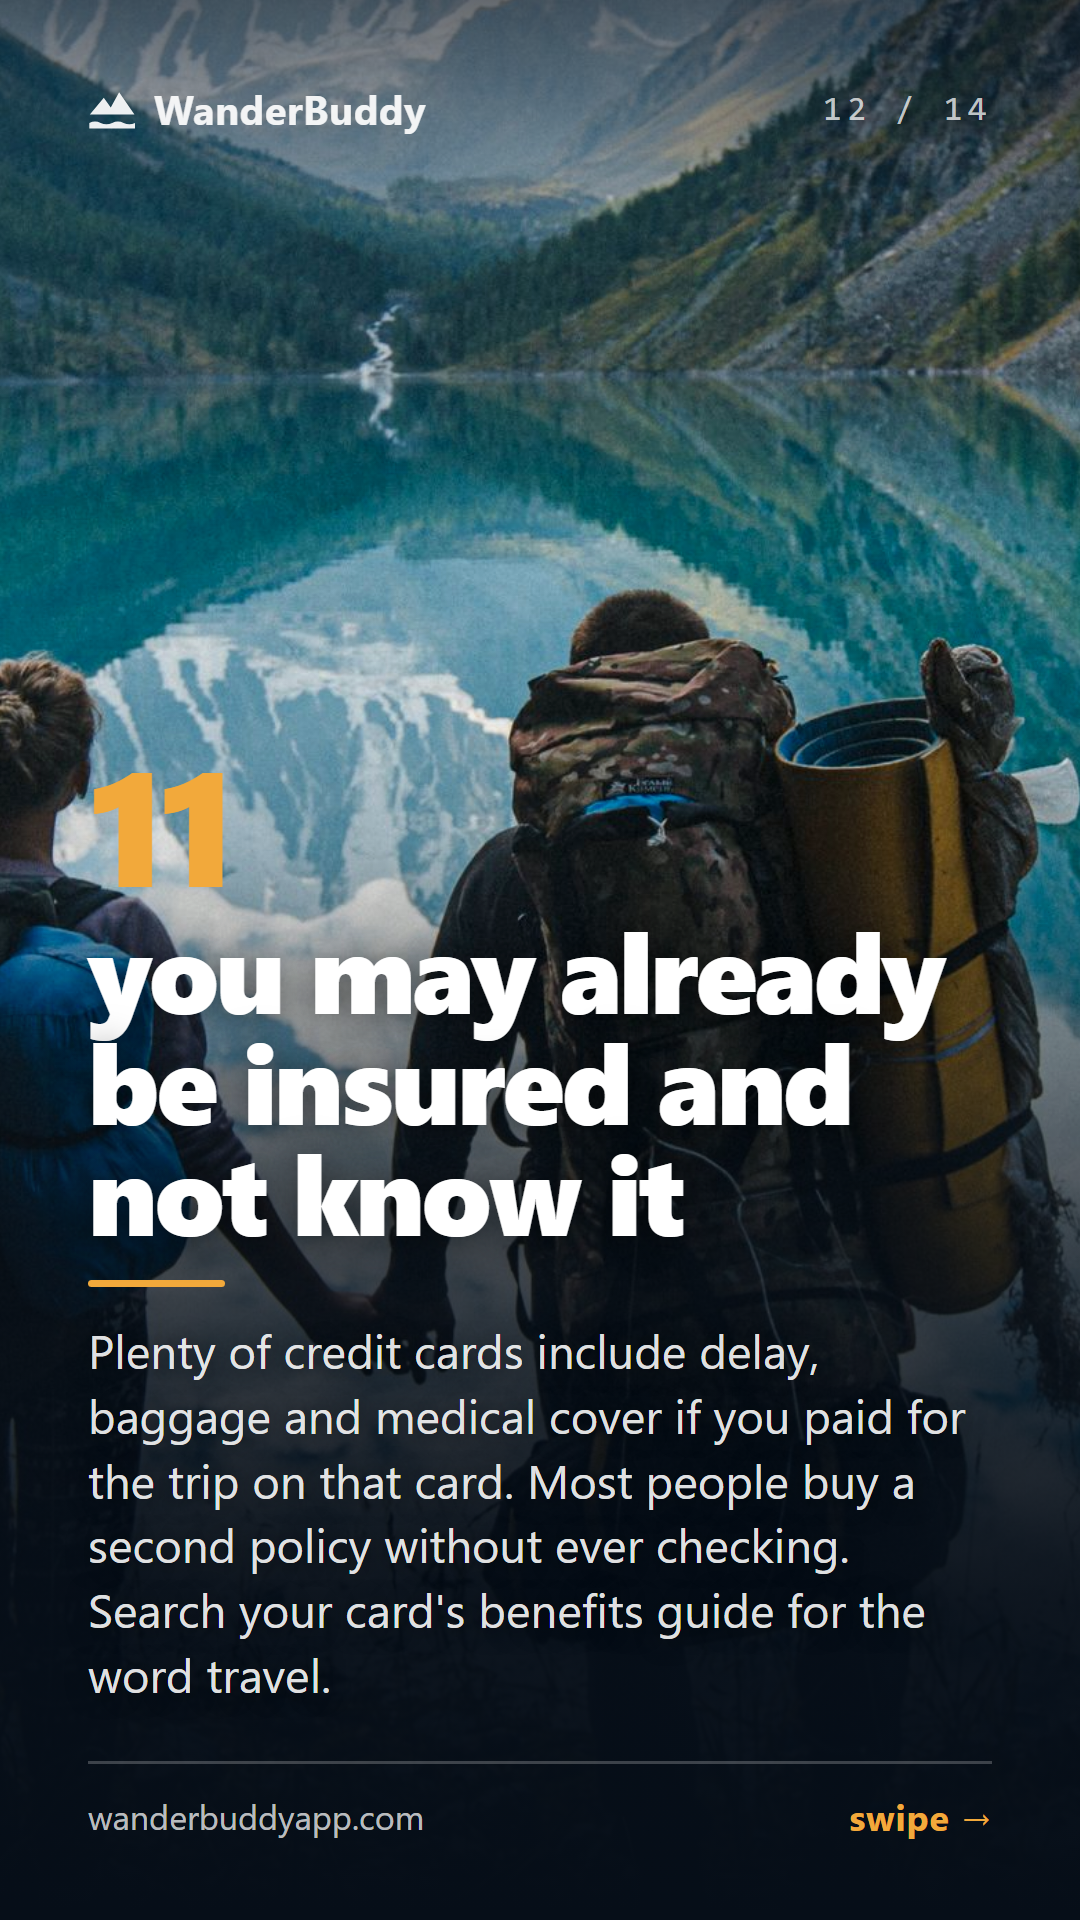 WanderBuddy
12 / 14
11
you may already
be insured and
not know it
Plenty of credit cards include delay,
baggage and medical cover if you paid for
the trip on that card. Most people buy a
second policy without ever checking.
Search your card's benefits guide for the
word travel.
wanderbuddyapp.com
swipe →